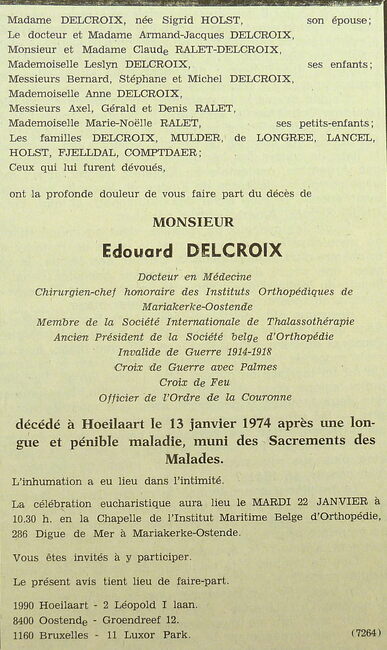 Madame DELCROIX, née Sigrid HOLST, son épouse;
Le docteur et Madame Armand-Jacques DELCROIX,
Monsieur et Madame Claude RALET-DELCROIX,
Mademoiselle Leslyn DELCROIX, ses enfants;
Messieurs Bernard, Stéphane et Michel DELCROIX,
Mademoiselle Anne DELCROIX,
Messieurs Axel, Gérald et Denis RALET,
Mademoiselle Marie-Noëlle RALET, ses petits-enfants;
Les familles DELCROIX, MULDER, de LONGREE, LANCEL,
HOLST, FJELLDAL, COMPTDAER;
Ceux qui lui furent dévoués,
ont la profonde douleur de vous faire part du décès de
MONSIEUR
Edouard DELCROIX
Docteur en Médecine
Chirurgien-chef honoraire des Instituts Orthopédiques de
Mariakerke-Oostende
Membre de la Société Internationale de Thalassothérapie
Ancien Président de la Société belge d'Orthopédie
Invalide de Guerre 1914-1918
Croix de Guerre avec Palmes
Croix de Feu
Officier de l'Ordre de la Couronne
décédé à Hoeilaart le 13 janvier 1974 après une lon-
gue et pénible maladie, muni des Sacrements des
Malades.
L'inhumation a eu lieu dans l'intimité.
La célébration eucharistique aura lieu le MARDI 22 JANVIER à
10.30 h. en la Chapelle de l'Institut Maritime Belge d'Orthopédie,
286 Digue de Mer à Mariakerke-Ostende.
Vous êtes invités à y participer.
Le présent avis tient lieu de faire-part.
1990 Hoeilaart - 2 Léopold I laan.
8400 Oostende - Groendreef 12.
1160 Bruxelles - 11 Luxor Park. (7264)